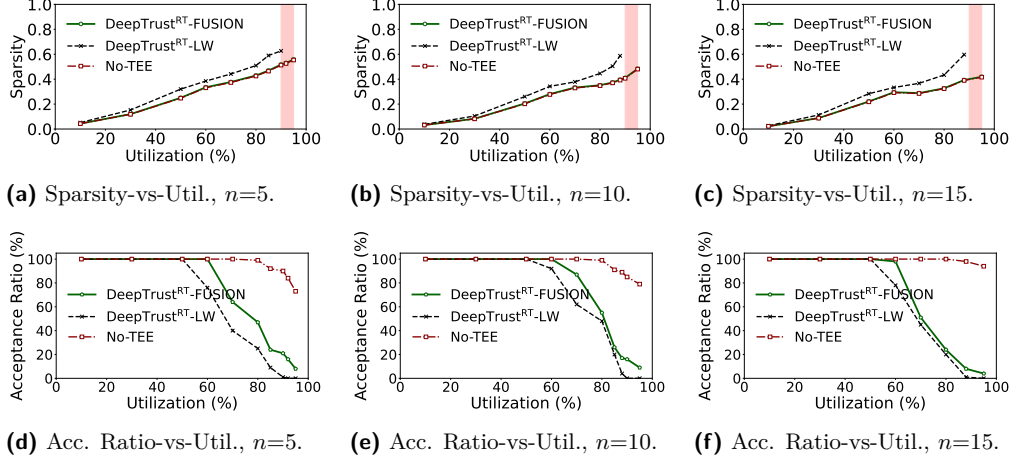 1.0
0.8
0.6
0.4
0.2
0.0
Sparsity
DeepTrust^RT-FUSION
DeepTrust^RT-LW
No-TEE
0 20 40 60 80 100
Utilization (%)
(a) Sparsity-vs-Util., n=5.
1.0
0.8
0.6
0.4
0.2
0.0
Sparsity
DeepTrust^RT-FUSION
DeepTrust^RT-LW
No-TEE
0 20 40 60 80 100
Utilization (%)
(b) Sparsity-vs-Util., n=10.
1.0
0.8
0.6
0.4
0.2
0.0
Sparsity
DeepTrust^RT-FUSION
DeepTrust^RT-LW
No-TEE
0 20 40 60 80 100
Utilization (%)
(c) Sparsity-vs-Util., n=15.
100
80
60
40
20
0
Acceptance Ratio (%)
DeepTrust^RT-FUSION
DeepTrust^RT-LW
No-TEE
0 20 40 60 80 100
Utilization (%)
(d) Acc. Ratio-vs-Util., n=5.
100
80
60
40
20
0
Acceptance Ratio (%)
DeepTrust^RT-FUSION
DeepTrust^RT-LW
No-TEE
0 20 40 60 80 100
Utilization (%)
(e) Acc. Ratio-vs-Util., n=10.
100
80
60
40
20
0
Acceptance Ratio (%)
DeepTrust^RT-FUSION
DeepTrust^RT-LW
No-TEE
0 20 40 60 80 100
Utilization (%)
(f) Acc. Ratio-vs-Util., n=15.